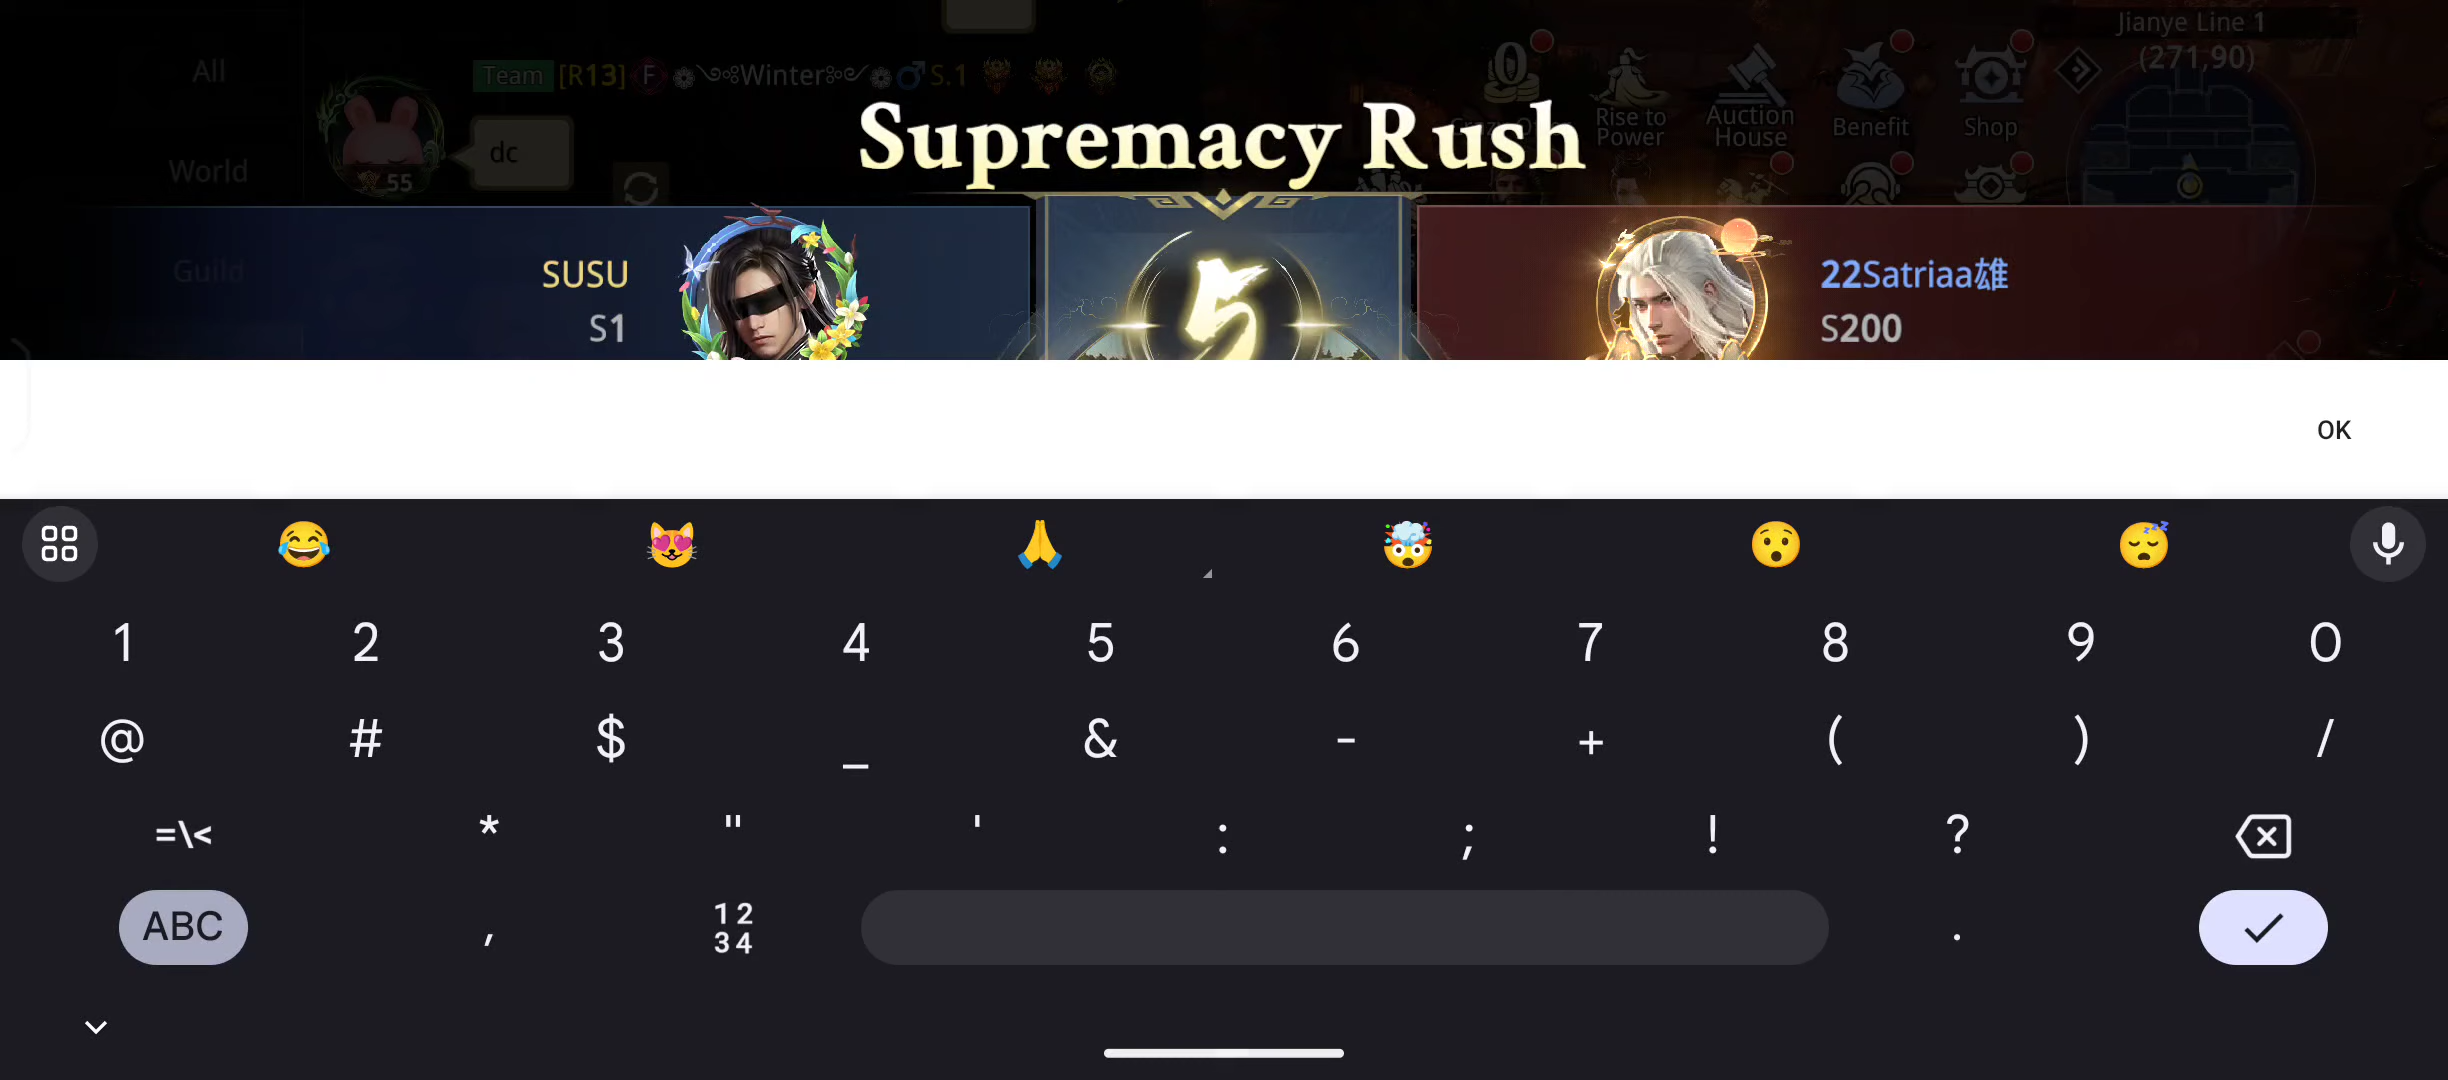 Jianye Line 1
(271,90)
All
Team [R13] F ❁༺Winter༻❁♂S.1
World
dc
55
Rise to
Power
Auction
House
Benefit
Shop
Supremacy Rush
Guild
SUSU
S1
5
22Satriaa雄
S200
OK
1 2 3 4 5 6 7 8 9 0
@ # $ _ & - + ( ) /
=\< * " ' : ; ! ?
ABC , 12 34 .